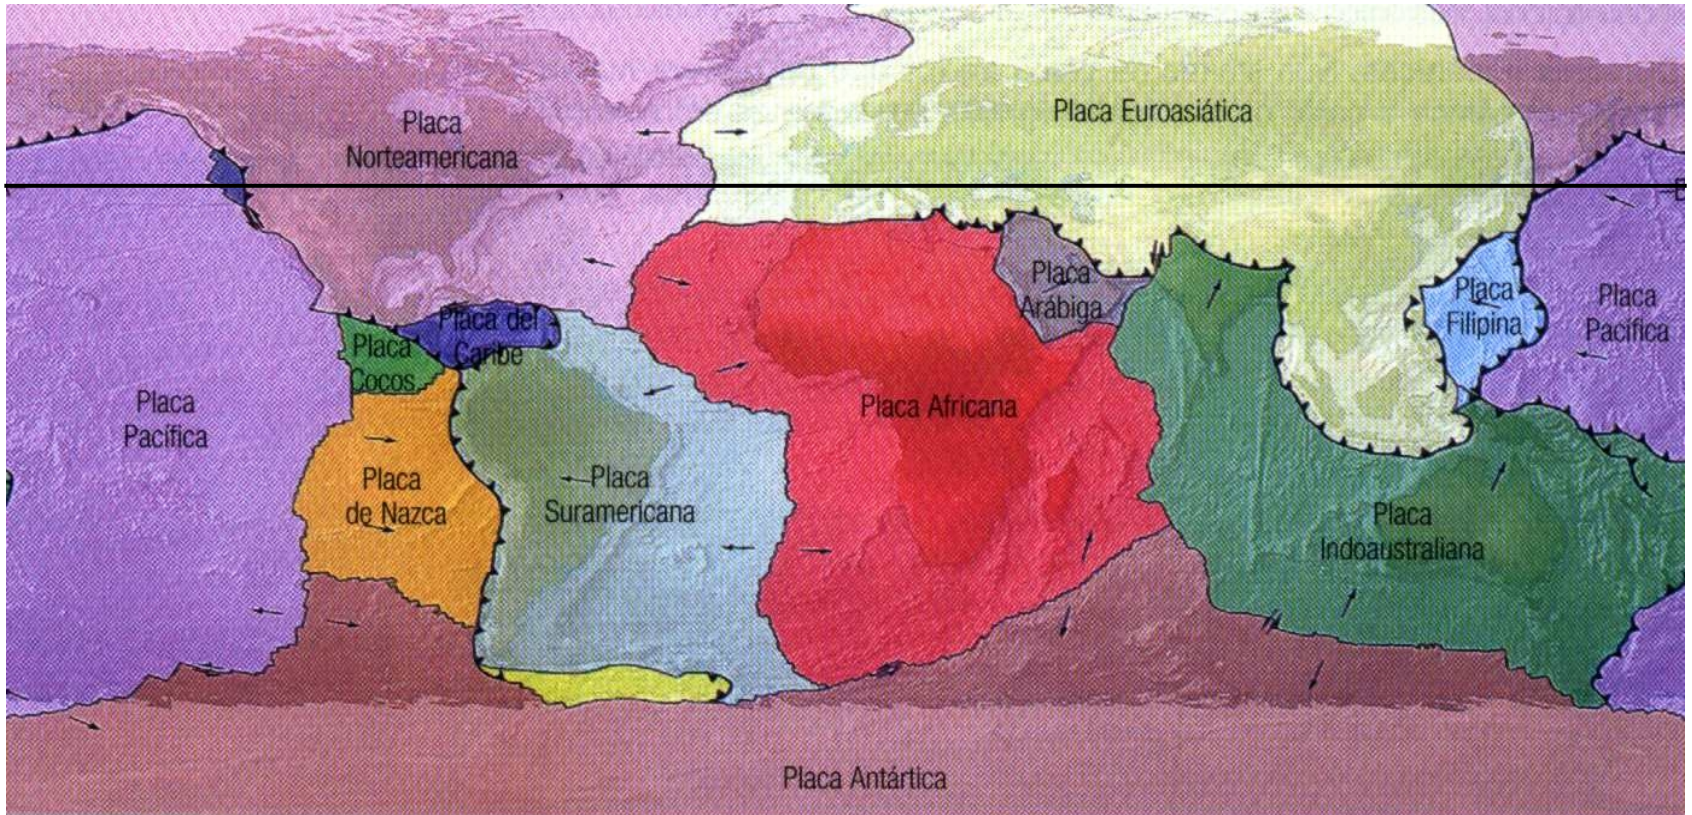 Placa
Norteamericana
Placa Euroasiática
E
Placa
Arábiga
Placa
Filipina
Placa
Pacífica
Placa del
Caribe
Placa
Cocos
Placa
Pacífica
Placa Africana
Placa
de Nazca
Placa
Suramericana
Placa
Indoaustraliana
Placa Antártica